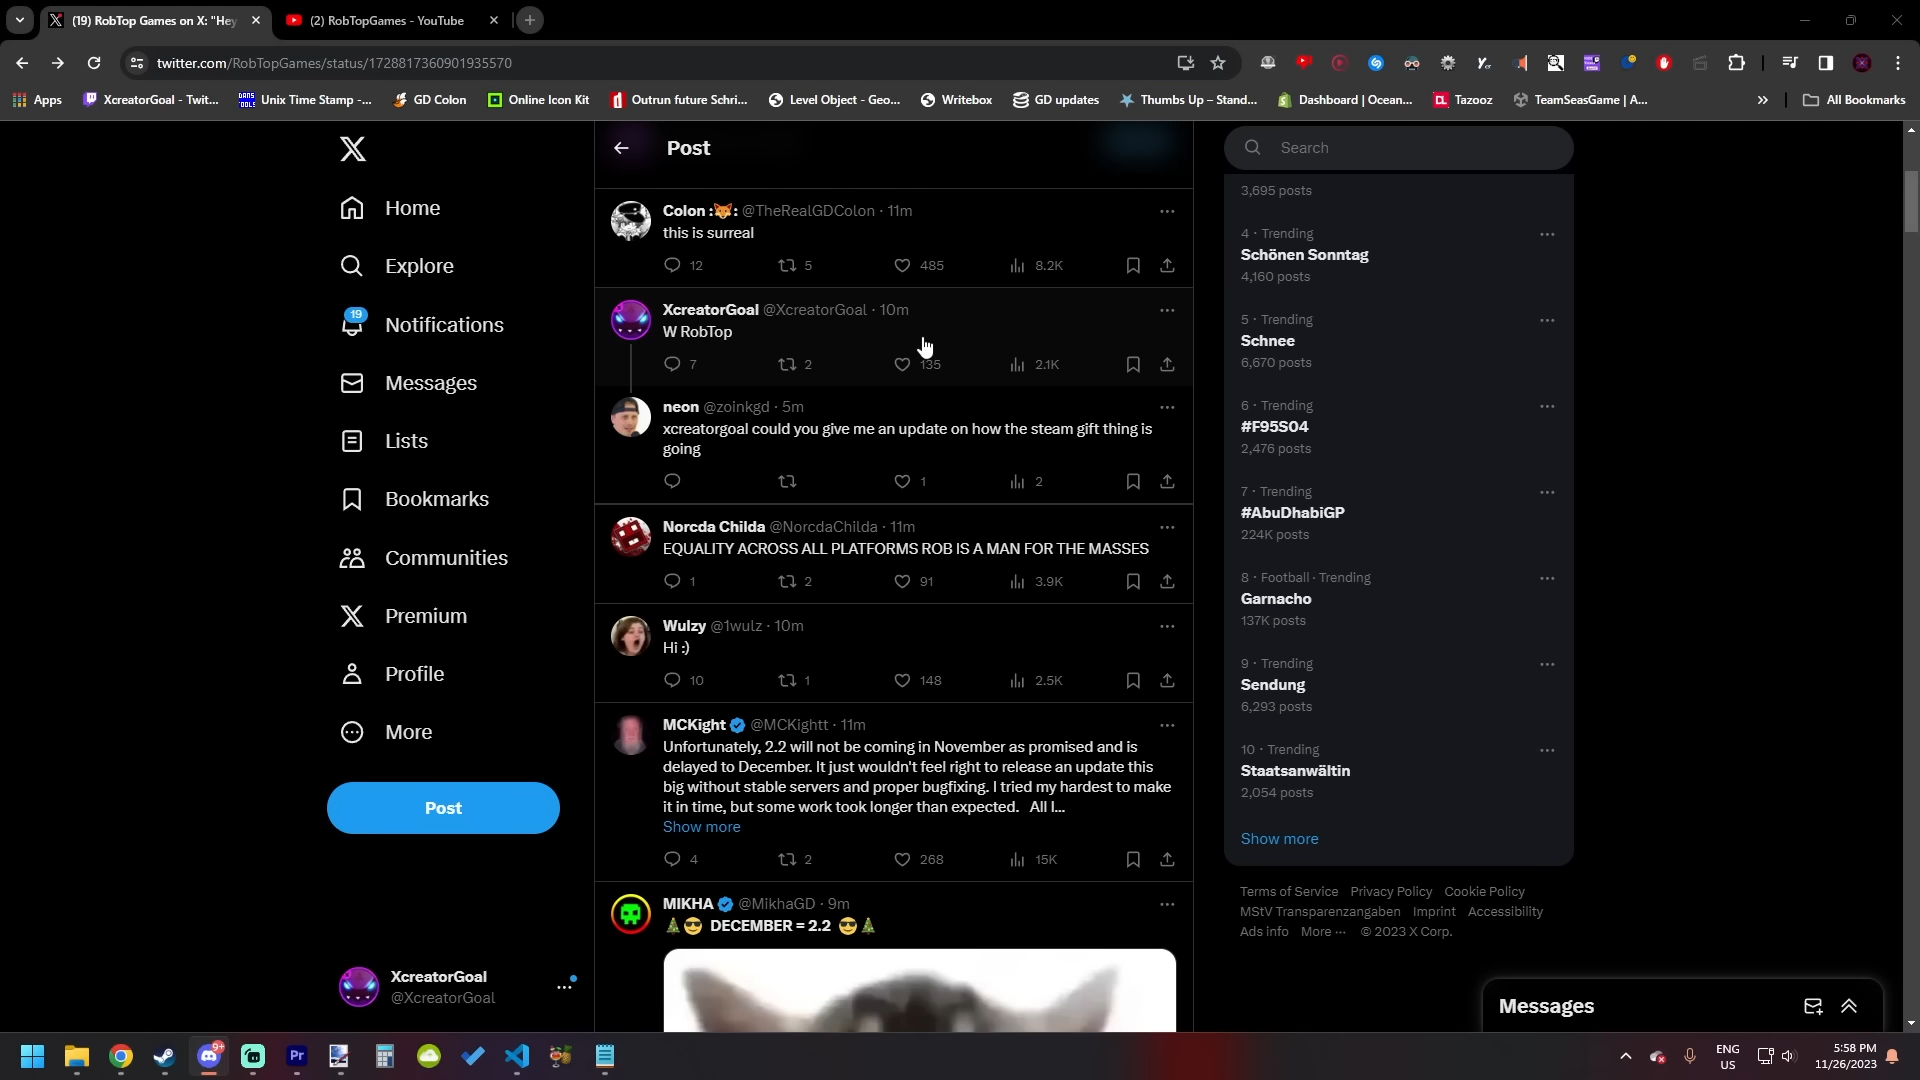 (19) RobTop Games on X: "Hey
(2) RobTopGames - YouTube
twitter.com/RobTopGames/status/1728817360901935570
Apps
XcreatorGoal - Twit...
Unix Time Stamp -...
GD Colon
Online Icon Kit
Outrun future Schri...
Level Object - Geo...
Writebox
GD updates
Thumbs Up – Stand...
Dashboard | Ocean...
Tazooz
TeamSeasGame | A...
All Bookmarks
Home
Explore
19
Notifications
Messages
Lists
Bookmarks
Communities
Premium
Profile
More
Post
XcreatorGoal
@XcreatorGoal
Post
Colon :🦊: @TheRealGDColon · 11m
this is surreal
12 5 485 8.2K
XcreatorGoal @XcreatorGoal · 10m
W RobTop
7 2 135 2.1K
neon @zoinkgd · 5m
xcreatorgoal could you give me an update on how the steam gift thing is
going
1 2
Norcda Childa @NorcdaChilda · 11m
EQUALITY ACROSS ALL PLATFORMS ROB IS A MAN FOR THE MASSES
1 2 91 3.9K
Wulzy @1wulz · 10m
Hi :)
10 1 148 2.5K
MCKight @MCKightt · 11m
Unfortunately, 2.2 will not be coming in November as promised and is
delayed to December. It just wouldn't feel right to release an update this
big without stable servers and proper bugfixing. I tried my hardest to make
it in time, but some work took longer than expected.   All I...
Show more
4 2 268 15K
MIKHA @MikhaGD · 9m
🎄😎 DECEMBER = 2.2 😎🎄
Search
3,695 posts
4 · Trending
Schönen Sonntag
4,160 posts
5 · Trending
Schnee
6,670 posts
6 · Trending
#F95S04
2,476 posts
7 · Trending
#AbuDhabiGP
224K posts
8 · Football · Trending
Garnacho
137K posts
9 · Trending
Sendung
6,293 posts
10 · Trending
Staatsanwältin
2,054 posts
Show more
Terms of Service Privacy Policy Cookie Policy
MStV Transparenzangaben Imprint Accessibility
Ads info More ··· © 2023 X Corp.
Messages
9+
Pr
ENG
US
5:58 PM
11/26/2023